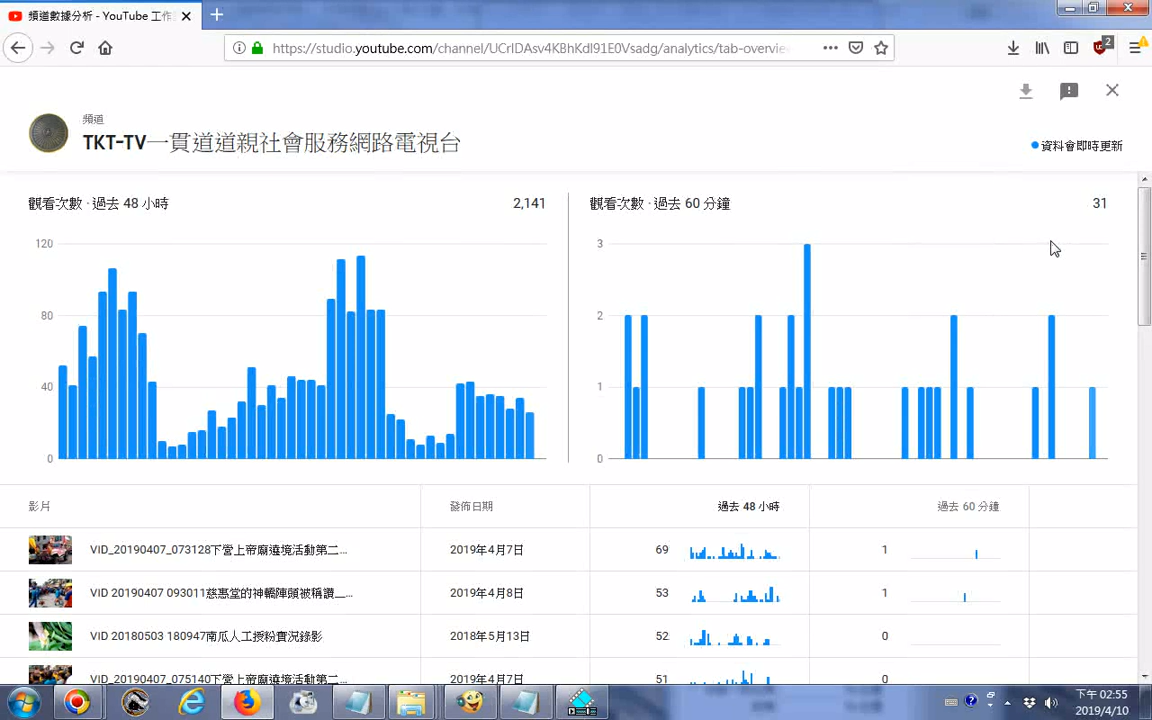 頻道數據分析 - YouTube 工作
https://studio.youtube.com/channel/UCrIDAsv4KBhKdI91E0Vsadg/analytics/tab-overvie
2
頻道
TKT-TV一貫道道親社會服務網路電視台
資料會即時更新
觀看次數 · 過去 48 小時
2,141
120
80
40
0
觀看次數 · 過去 60 分鐘
31
3
2
1
0
影片
發佈日期
過去 48 小時
過去 60 分鐘
VID_20190407_073128下營上帝廟遶境活動第二...
2019年4月7日
69
1
VID 20190407 093011慈惠堂的神轎陣頭被稱讚__...
2019年4月8日
53
1
VID 20180503 180947南瓜人工授粉實況錄影
2018年5月13日
52
0
VID_20190407_075140下營上帝廟遶境活動第二...
2019年4月7日
51
0
下午 02:55
2019/4/10